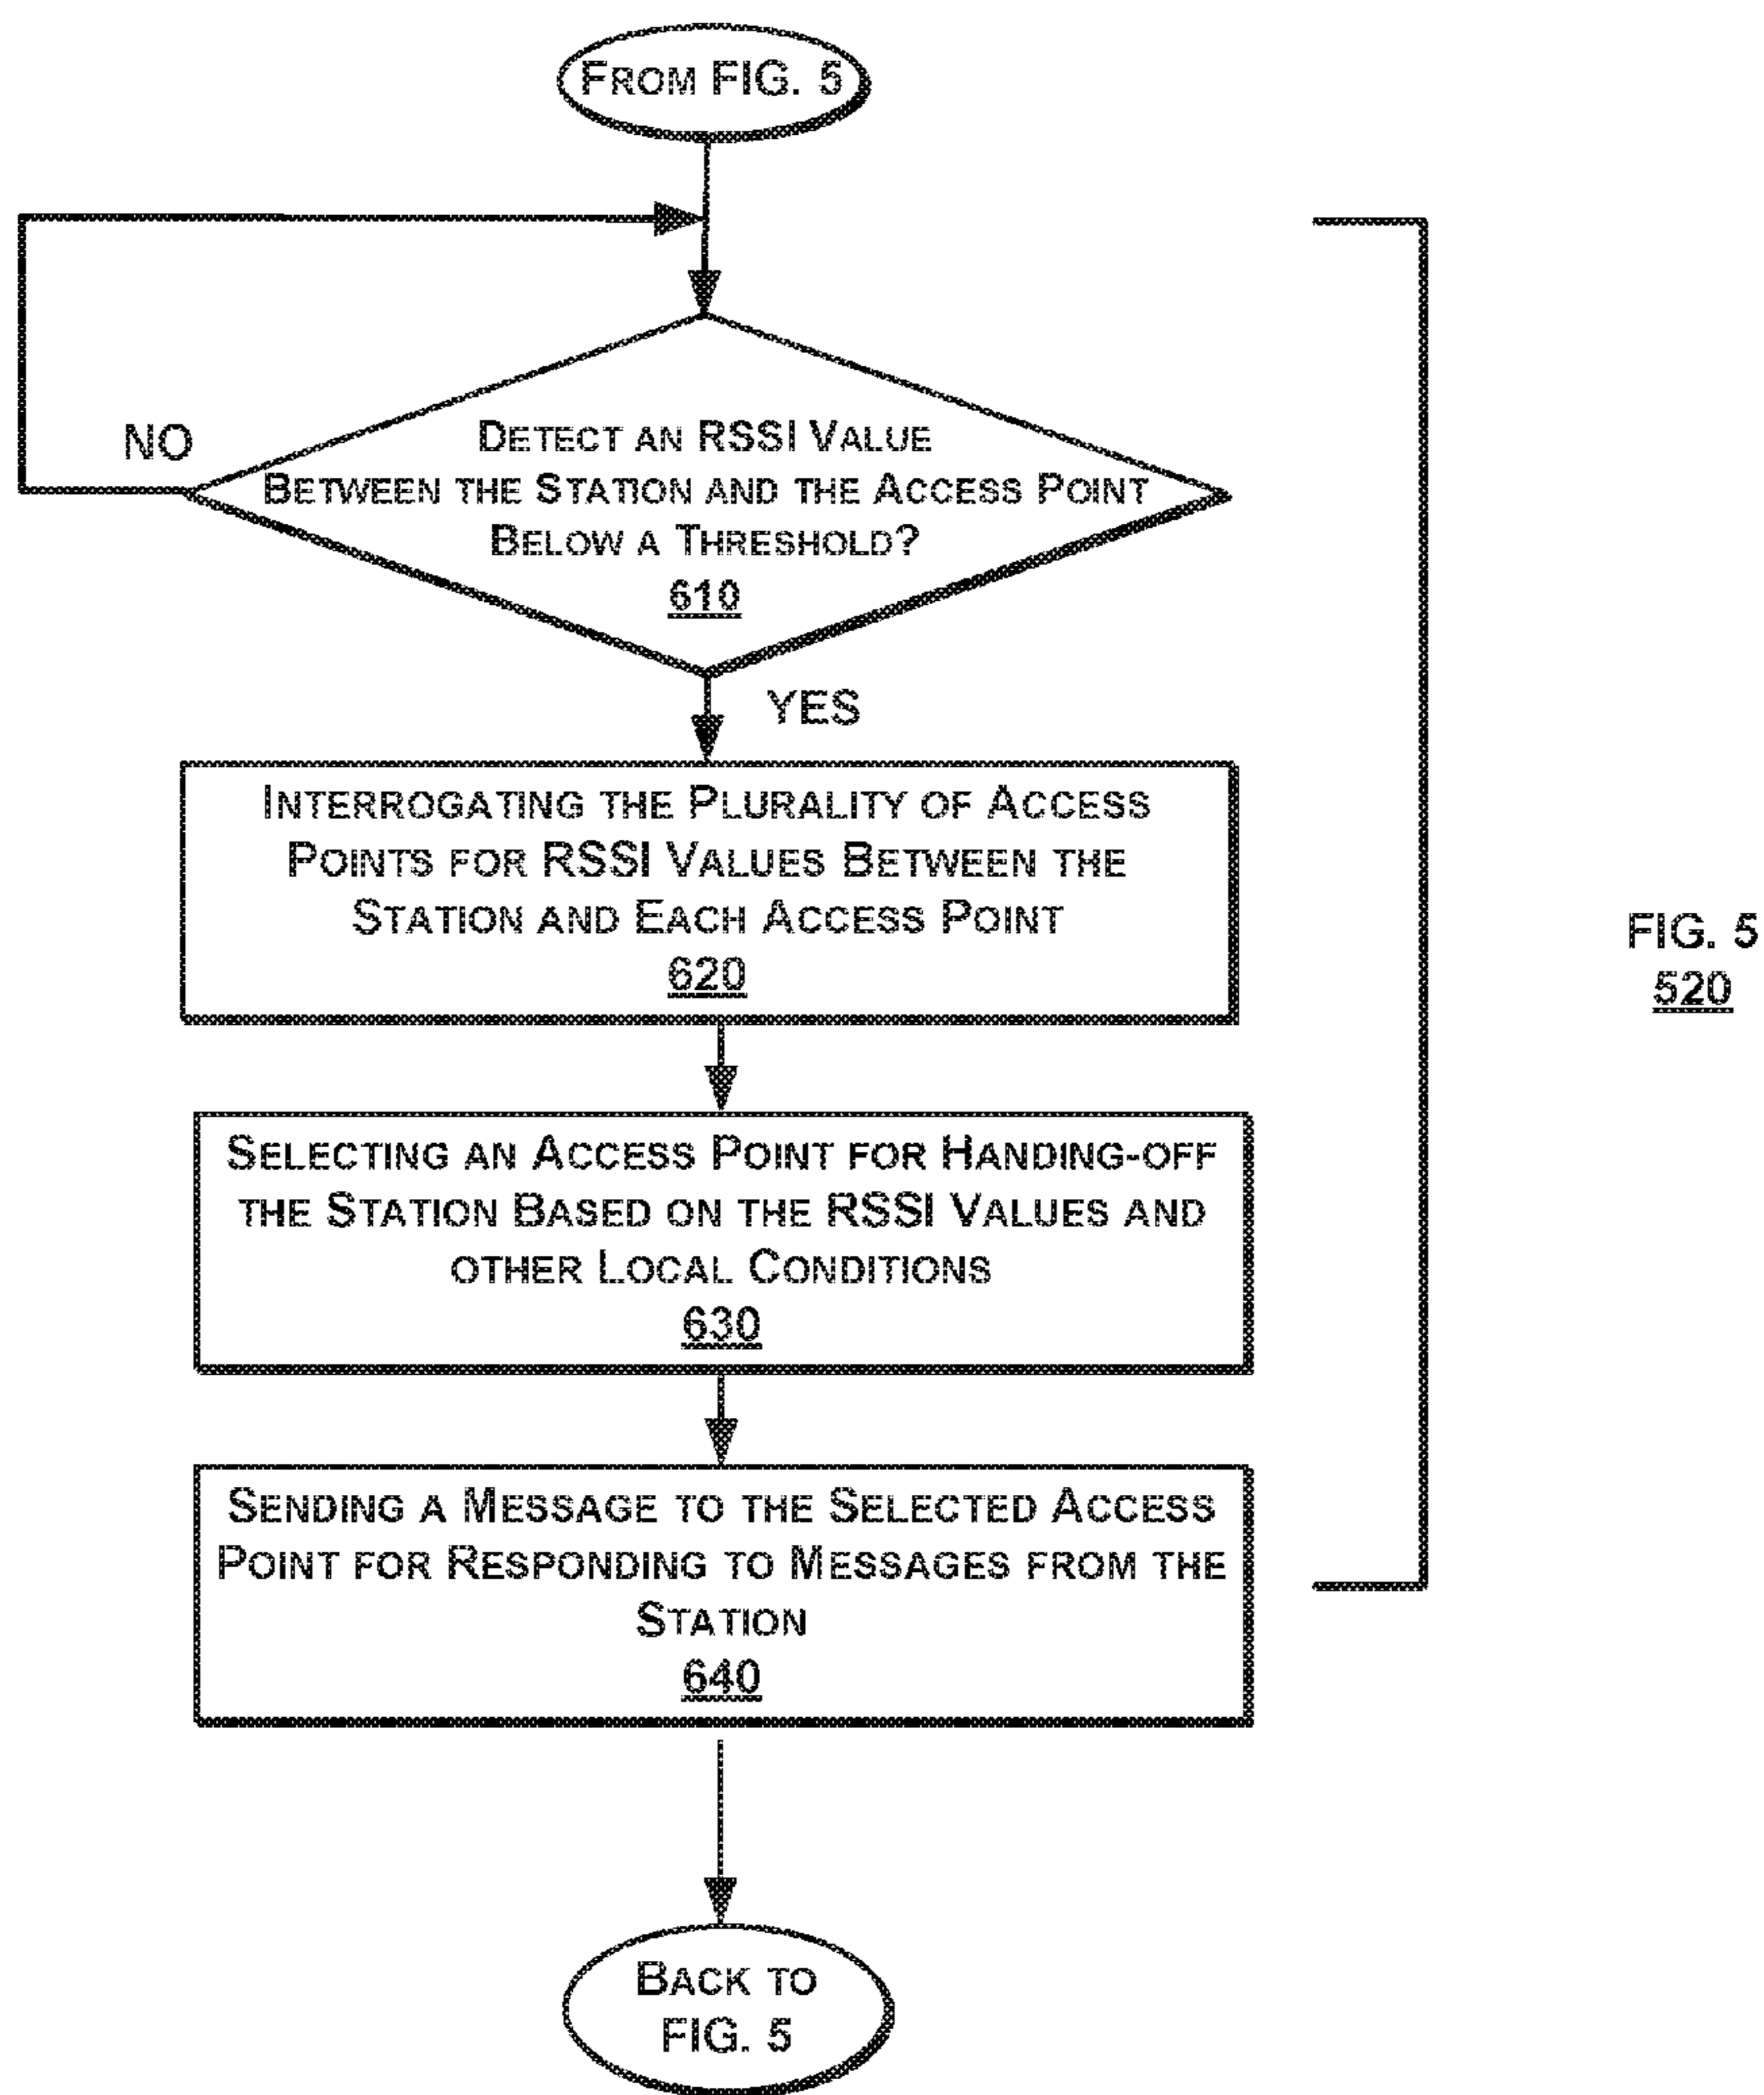 FROM FIG. 5
NO
DETECT AN RSSI VALUE
BETWEEN THE STATION AND THE ACCESS POINT
BELOW A THRESHOLD?
610
YES
INTERROGATING THE PLURALITY OF ACCESS
POINTS FOR RSSI VALUES BETWEEN THE
STATION AND EACH ACCESS POINT
620
FIG. 5
520
SELECTING AN ACCESS POINT FOR HANDING-OFF
THE STATION BASED ON THE RSSI VALUES AND
OTHER LOCAL CONDITIONS
630
SENDING A MESSAGE TO THE SELECTED ACCESS
POINT FOR RESPONDING TO MESSAGES FROM THE
STATION
640
BACK TO
FIG. 5